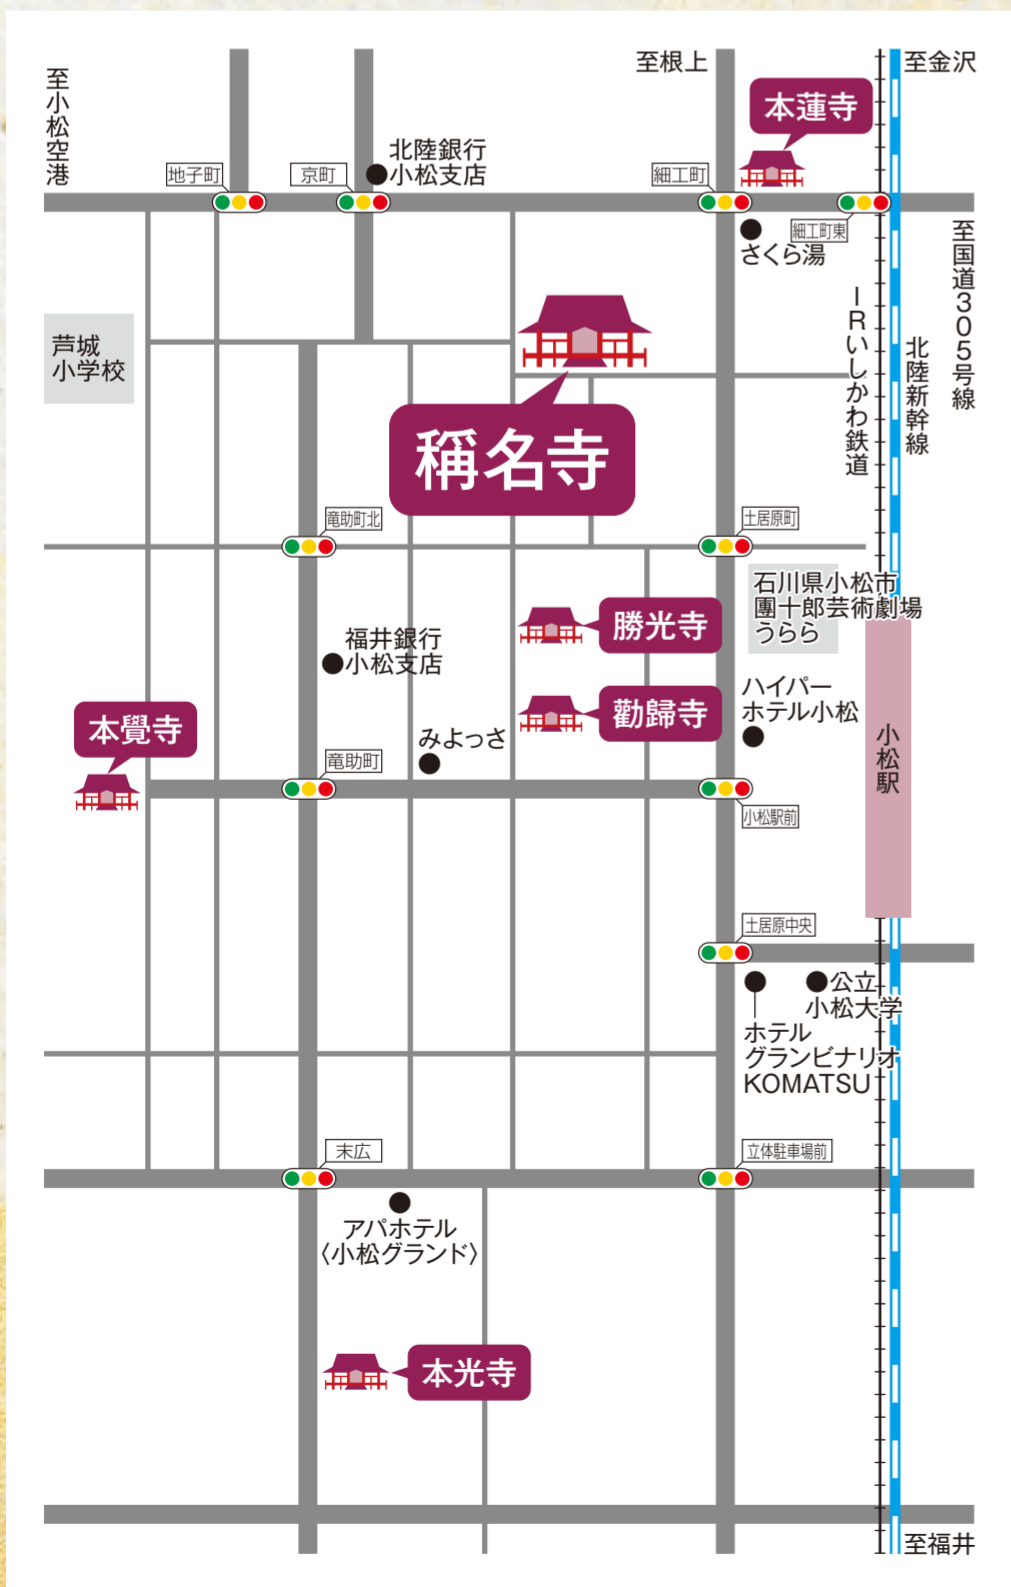 至小松空港
至根上
至金沢
本蓮寺
北陸銀行
小松支店
地子町
京町
細工町
細工町東
さくら湯
至国道305号線
IRいしかわ鉄道
北陸新幹線
芦城
小学校
稱名寺
竜助町北
土居原町
石川県小松市
團十郎芸術劇場
うらら
勝光寺
福井銀行
小松支店
勸歸寺
ハイパー
ホテル小松
本覺寺
みよっさ
小松駅
竜助町
小松駅前
土居原中央
公立
小松大学
ホテル
グランビナリオ
KOMATSU
末広
立体駐車場前
アパホテル
〈小松グランド〉
本光寺
至福井